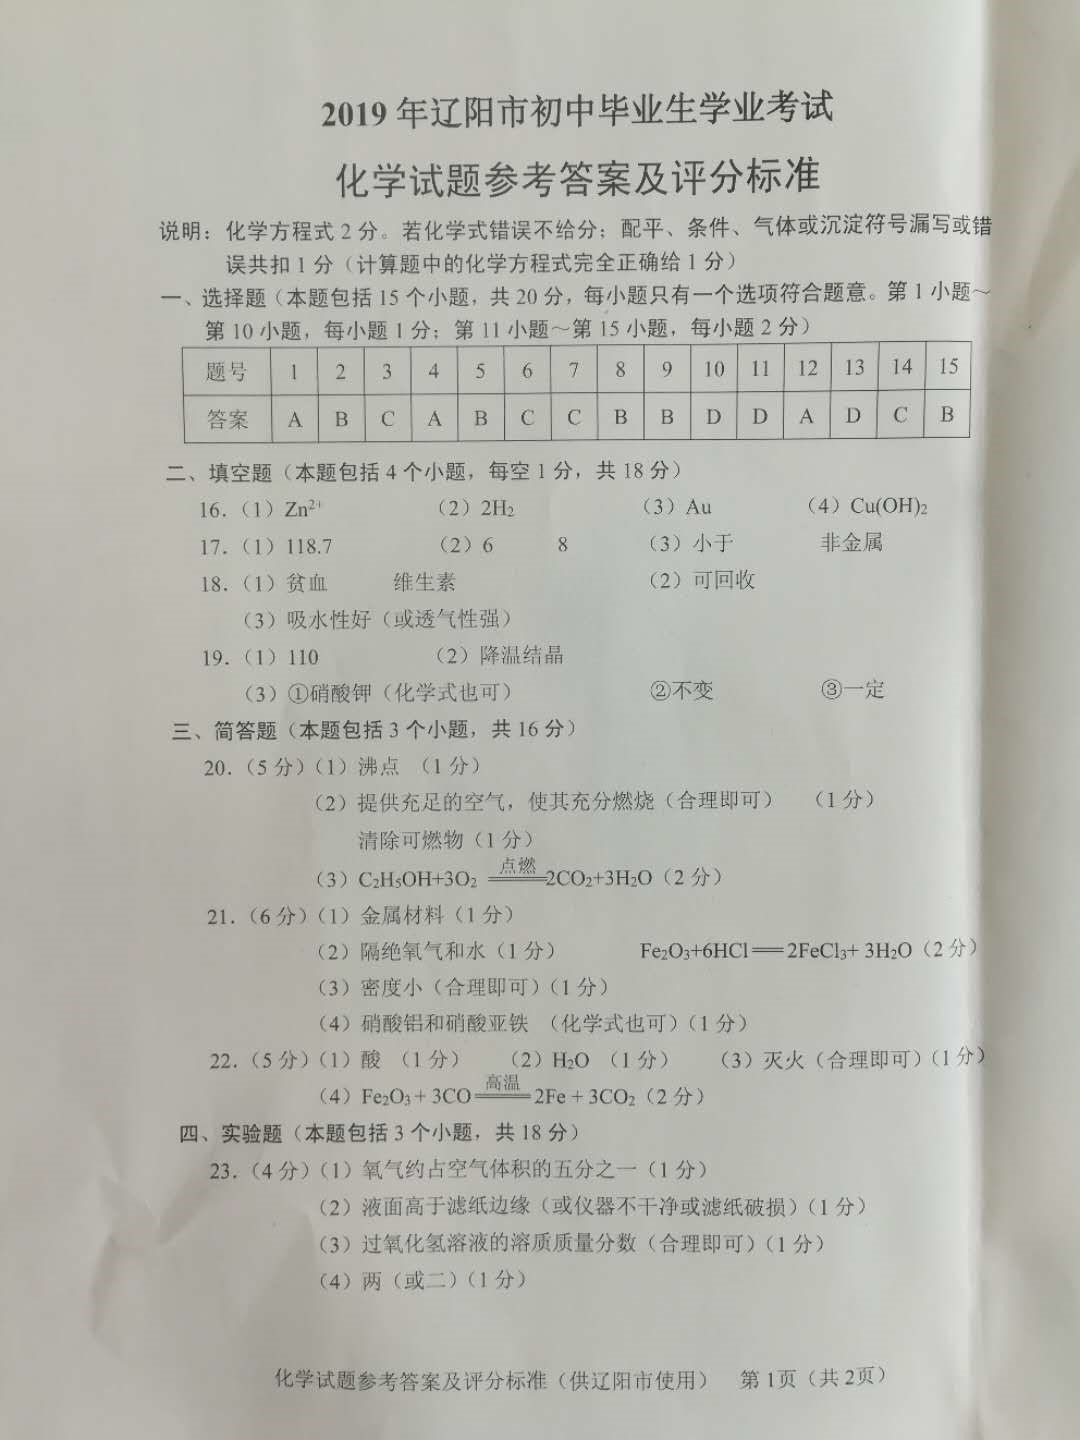 2019 年辽阳市初中毕业生学业考试
化学试题参考答案及评分标准
说明：化学方程式 2 分。若化学式错误不给分；配平、条件、气体或沉淀符号漏写或错
误共扣 1 分（计算题中的化学方程式完全正确给 1 分）
一、选择题（本题包括 15 个小题，共 20 分，每小题只有一个选项符合题意。第 1 小题～
第 10 小题，每小题 1 分；第 11 小题～第 15 小题，每小题 2 分）
题号 1 2 3 4 5 6 7 8 9 10 11 12 13 14 15
答案 A B C A B C C B B D D A D C B
二、填空题（本题包括 4 个小题，每空 1 分，共 18 分）
16.（1）Zn²⁺ （2）2H₂ （3）Au （4）Cu(OH)₂
17.（1）118.7 （2）6 8 （3）小于 非金属
18.（1）贫血 维生素 （2）可回收
（3）吸水性好（或透气性强）
19.（1）110 （2）降温结晶
（3）①硝酸钾（化学式也可） ②不变 ③一定
三、简答题（本题包括 3 个小题，共 16 分）
20.（5 分）（1）沸点 （1 分）
（2）提供充足的空气，使其充分燃烧（合理即可） （1 分）
清除可燃物（1 分）
（3）C₂H₅OH+3O₂ 点燃 2CO₂+3H₂O（2 分）
21.（6 分）（1）金属材料（1 分）
（2）隔绝氧气和水（1 分） Fe₂O₃+6HCl══2FeCl₃+ 3H₂O（2 分）
（3）密度小（合理即可）（1 分）
（4）硝酸铝和硝酸亚铁 （化学式也可）（1 分）
22.（5 分）（1）酸 （1 分） （2）H₂O （1 分） （3）灭火（合理即可）（1 分）
（4）Fe₂O₃ + 3CO 高温 2Fe + 3CO₂（2 分）
四、实验题（本题包括 3 个小题，共 18 分）
23.（4 分）（1）氧气约占空气体积的五分之一（1 分）
（2）液面高于滤纸边缘（或仪器不干净或滤纸破损）（1 分）
（3）过氧化氢溶液的溶质质量分数（合理即可）（1 分）
（4）两（或二）（1 分）
化学试题参考答案及评分标准（供辽阳市使用） 第 1页（共 2页）